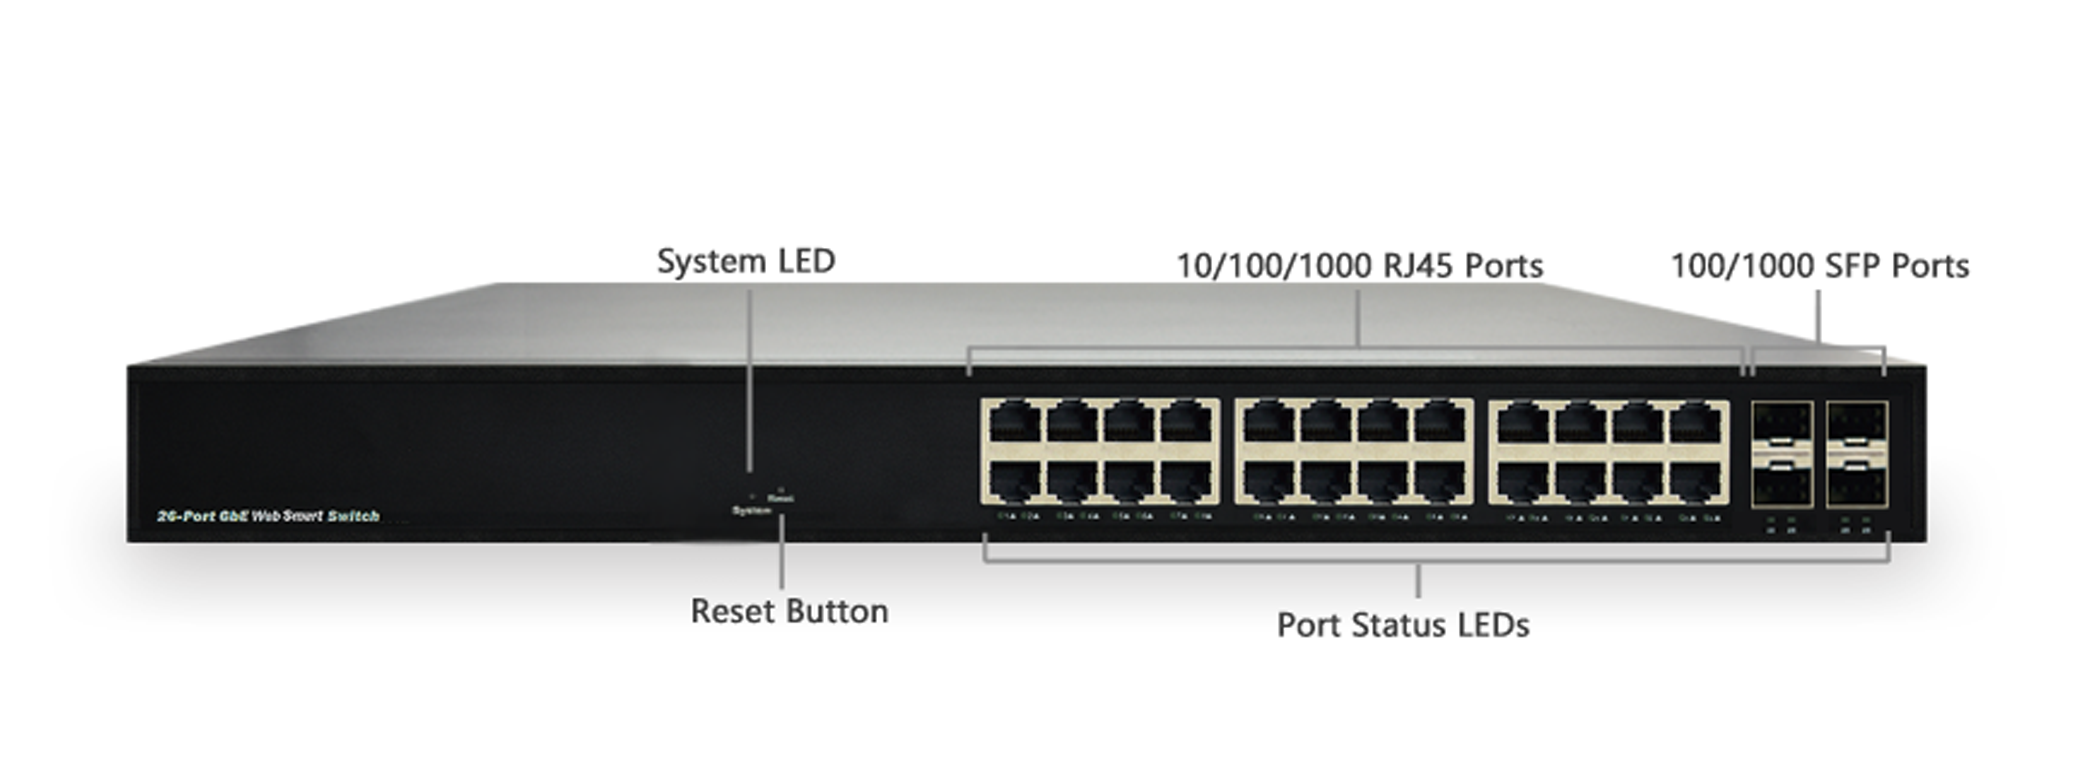 System LED
10/100/1000 RJ45 Ports
100/1000 SFP Ports
Reset
System
26-Port GbE Web Smart Switch
Reset Button
Port Status LEDs